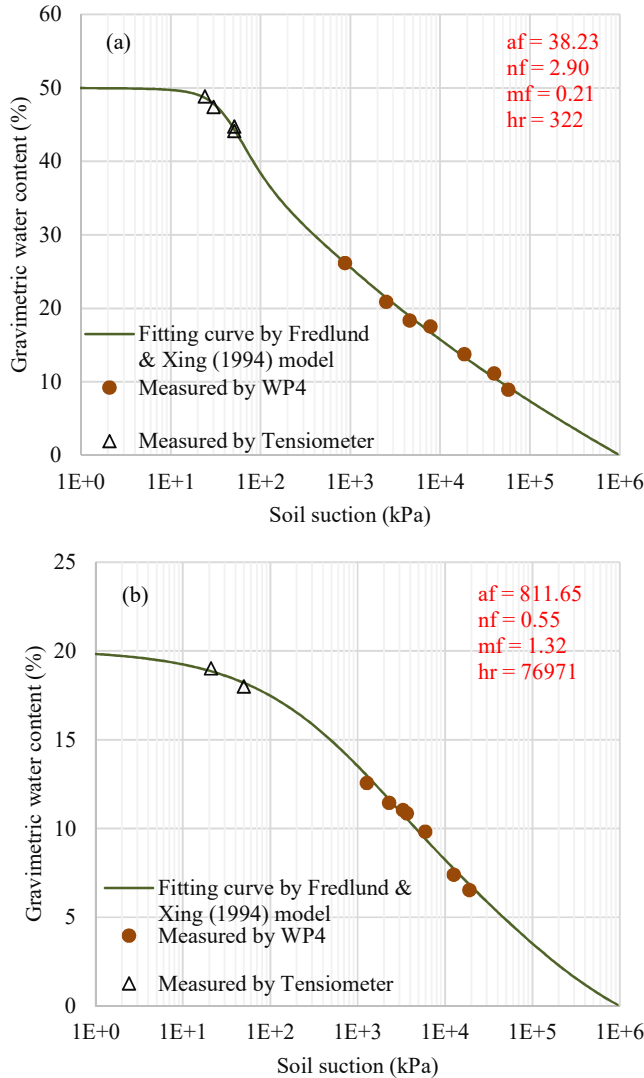 60
50
40
30
20
10
0
Gravimetric water content (%)
(a)
af = 38.23
nf = 2.90
mf = 0.21
hr = 322
Fitting curve by Fredlund
& Xing (1994) model
Measured by WP4
Measured by Tensiometer
1E+0 1E+1 1E+2 1E+3 1E+4 1E+5 1E+6
Soil suction (kPa)
25
20
15
10
5
0
Gravimetric water content (%)
(b)
af = 811.65
nf = 0.55
mf = 1.32
hr = 76971
Fitting curve by Fredlund &
Xing (1994) model
Measured by WP4
Measured by Tensiometer
1E+0 1E+1 1E+2 1E+3 1E+4 1E+5 1E+6
Soil suction (kPa)